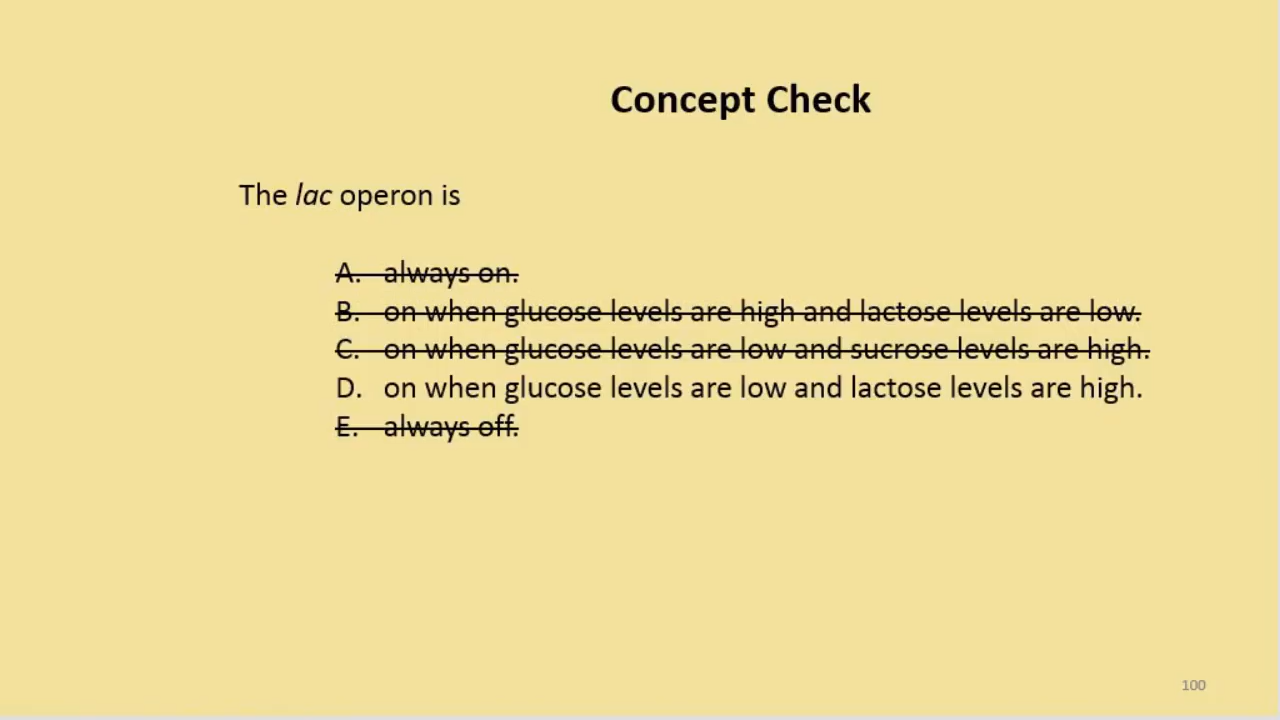 Concept Check
The lac operon is
A. always on.
B. on when glucose levels are high and lactose levels are low.
C. on when glucose levels are low and sucrose levels are high.
D. on when glucose levels are low and lactose levels are high.
E. always off.
100